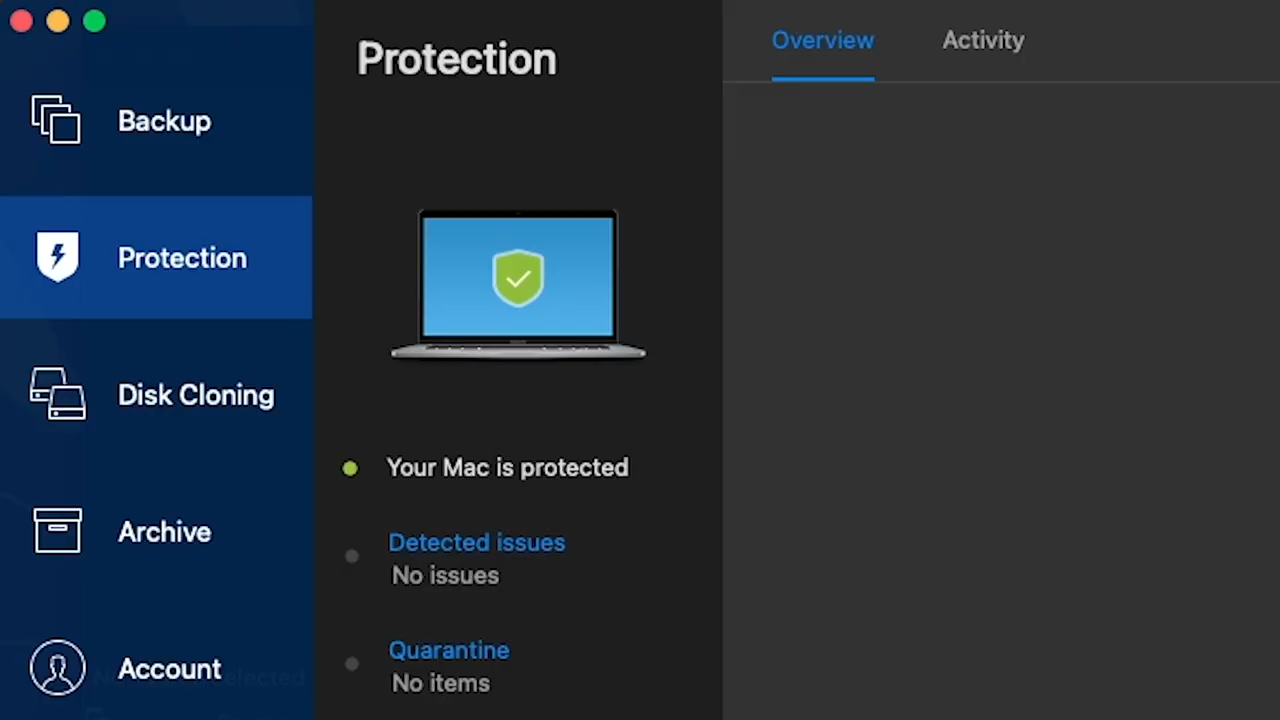 Backup
Protection
Disk Cloning
Archive
Account
Protection
Your Mac is protected
Detected issues
No issues
Quarantine
No items
Overview
Activity